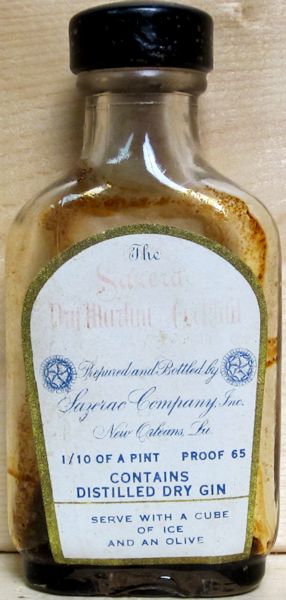 The
Sazerac
Dry Martini Cocktail
Prepared and Bottled by
Sazerac Company, Inc.
New Orleans, La.
1/10 OF A PINT PROOF 65
CONTAINS
DISTILLED DRY GIN
SERVE WITH A CUBE
OF ICE
AND AN OLIVE